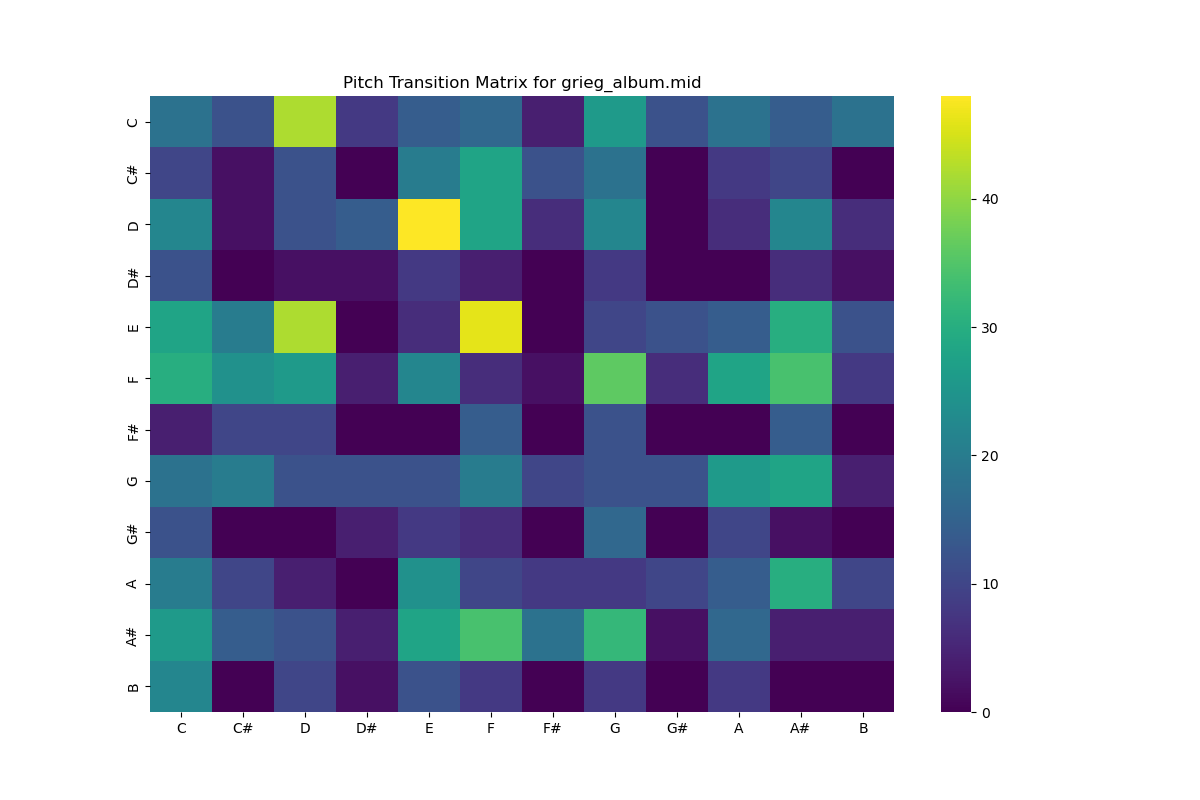 Pitch Transition Matrix for grieg_album.mid
C
C#
D
D#
E
F
F#
G
G#
A
A#
B
C C# D D# E F F# G G# A A# B
40
30
20
10
0